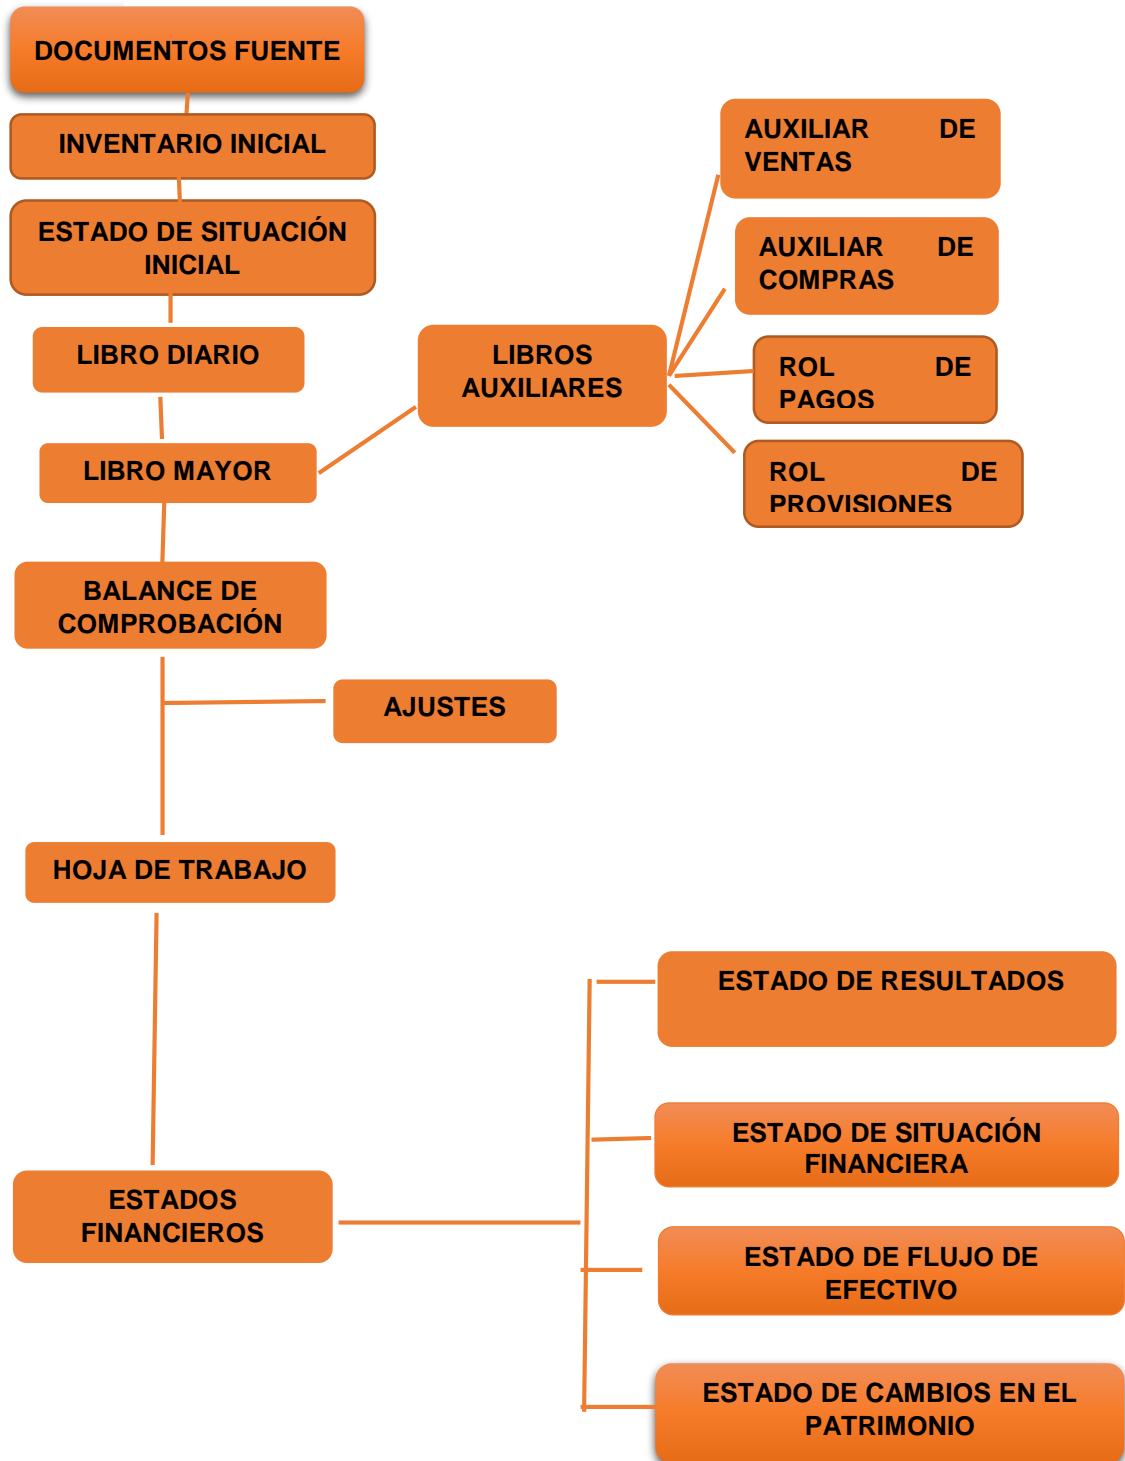 DOCUMENTOS FUENTE
INVENTARIO INICIAL
ESTADO DE SITUACIÓN
INICIAL
LIBRO DIARIO
LIBRO MAYOR
LIBROS
AUXILIARES
AUXILIAR DE
VENTAS
AUXILIAR DE
COMPRAS
ROL DE
PAGOS
ROL DE
PROVISIONES
BALANCE DE
COMPROBACIÓN
AJUSTES
HOJA DE TRABAJO
ESTADOS
FINANCIEROS
ESTADO DE RESULTADOS
ESTADO DE SITUACIÓN
FINANCIERA
ESTADO DE FLUJO DE
EFECTIVO
ESTADO DE CAMBIOS EN EL
PATRIMONIO